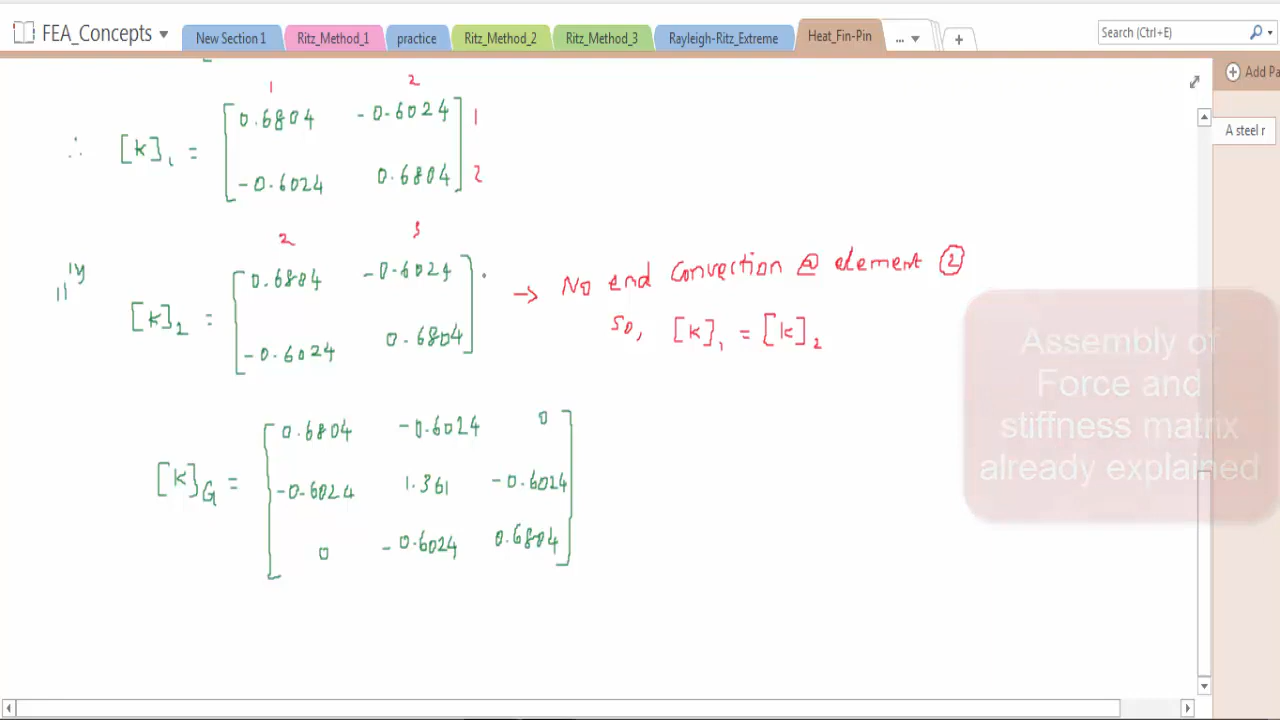 FEA_Concepts
New Section 1 Ritz_Method_1 practice Ritz_Method_2 Ritz_Method_3 Rayleigh-Ritz_Extreme Heat_Fin-Pin ...
Search (Ctrl+E)
Add Pa
A steel r
1 2
0.6804 -0.6024 1
∴ [K]₁ =
-0.6024 0.6804 2
2 3
lly
0.6804 -0.6024
[K]₂ =
-0.6024 0.6804
→ No end convection @ element ②
So, [K]₁ = [K]₂
Assembly of
Force and
stiffness matrix
already explained
0.6804 -0.6024 0
[K]G = -0.6024 1.361 -0.6024
0 -0.6024 0.6804